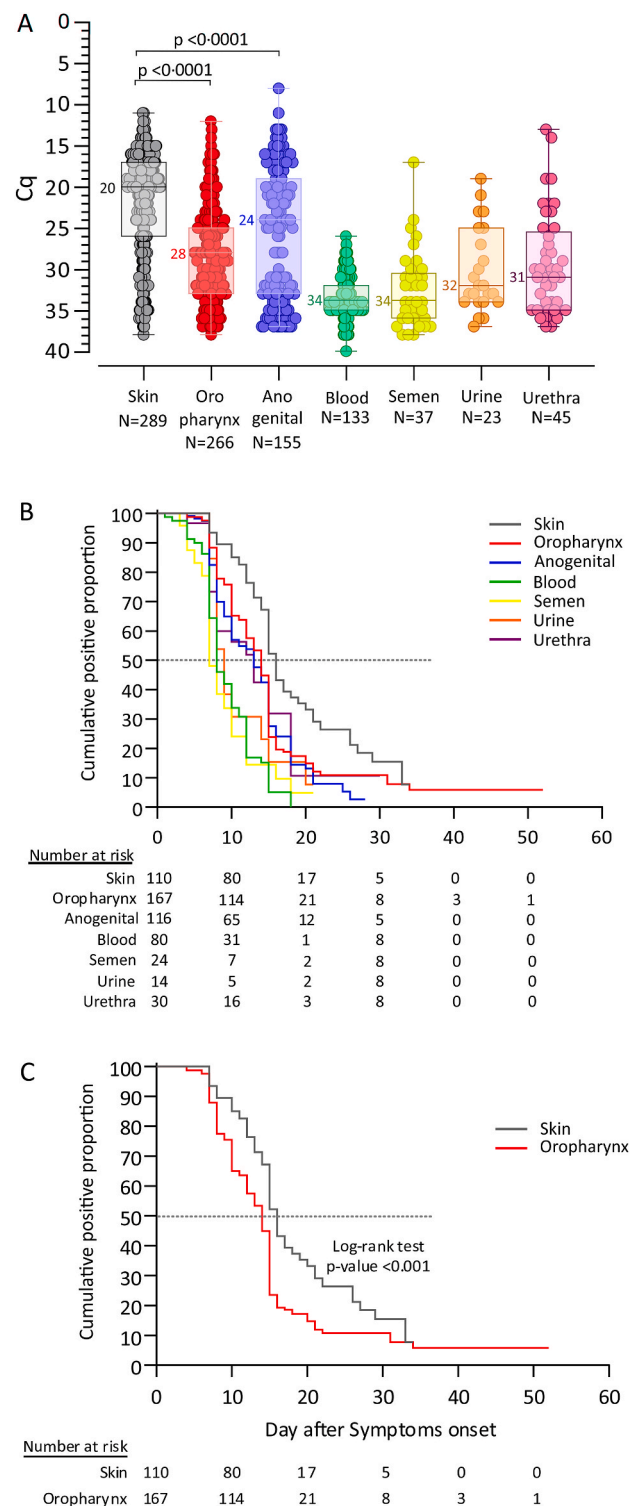 A
p <0·0001
p <0·0001
Cq
0
5
10
15
20
25
30
35
40
20
28
24
34
34
32
31
Skin
N=289
Oro
pharynx
N=266
Ano
genital
N=155
Blood
N=133
Semen
N=37
Urine
N=23
Urethra
N=45
B
Cumulative positive proportion
100
90
80
70
60
50
40
30
20
10
0
Skin
Oropharynx
Anogenital
Blood
Semen
Urine
Urethra
0 10 20 30 40 50 60
Number at risk
Skin 110 80 17 5 0 0
Oropharynx 167 114 21 8 3 1
Anogenital 116 65 12 5 0 0
Blood 80 31 1 8 0 0
Semen 24 7 2 8 0 0
Urine 14 5 2 8 0 0
Urethra 30 16 3 8 0 0
C
Cumulative positive proportion
100
90
80
70
60
50
40
30
20
10
0
Skin
Oropharynx
Log-rank test
p-value <0.001
0 10 20 30 40 50 60
Day after Symptoms onset
Number at risk
Skin 110 80 17 5 0 0
Oropharynx 167 114 21 8 3 1